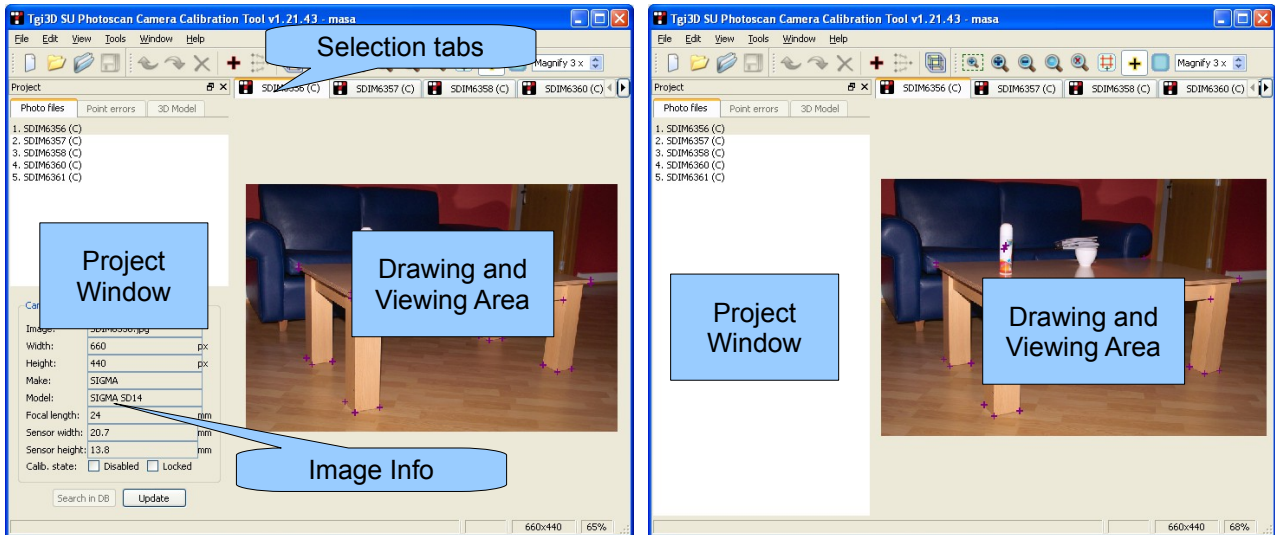 Tgi3D SU Photoscan Camera Calibration Tool v1.21.43 - masa
File Edit View Tools Window Help
Selection tabs
Magnify 3 x
Project
SDIM6356 (C) SDIM6357 (C) SDIM6358 (C) SDIM6360 (C)
Photo files Point errors 3D Model
1. SDIM6356 (C)
2. SDIM6357 (C)
3. SDIM6358 (C)
4. SDIM6360 (C)
5. SDIM6361 (C)
Project
Window
Drawing and
Viewing Area
Image:
Width: 660 px
Height: 440 px
Make: SIGMA
Model: SIGMA SD14
Focal length: 24 mm
Sensor width: 20.7 mm
Sensor height: 13.8 mm
Calib. state: Disabled Locked
Image Info
Search in DB Update
660x440 65%
Tgi3D SU Photoscan Camera Calibration Tool v1.21.43 - masa
File Edit View Tools Window Help
Magnify 3 x
Project
SDIM6356 (C) SDIM6357 (C) SDIM6358 (C) SDIM6360 (C)
Photo files Point errors 3D Model
1. SDIM6356 (C)
2. SDIM6357 (C)
3. SDIM6358 (C)
4. SDIM6360 (C)
5. SDIM6361 (C)
Project
Window
Drawing and
Viewing Area
660x440 68%